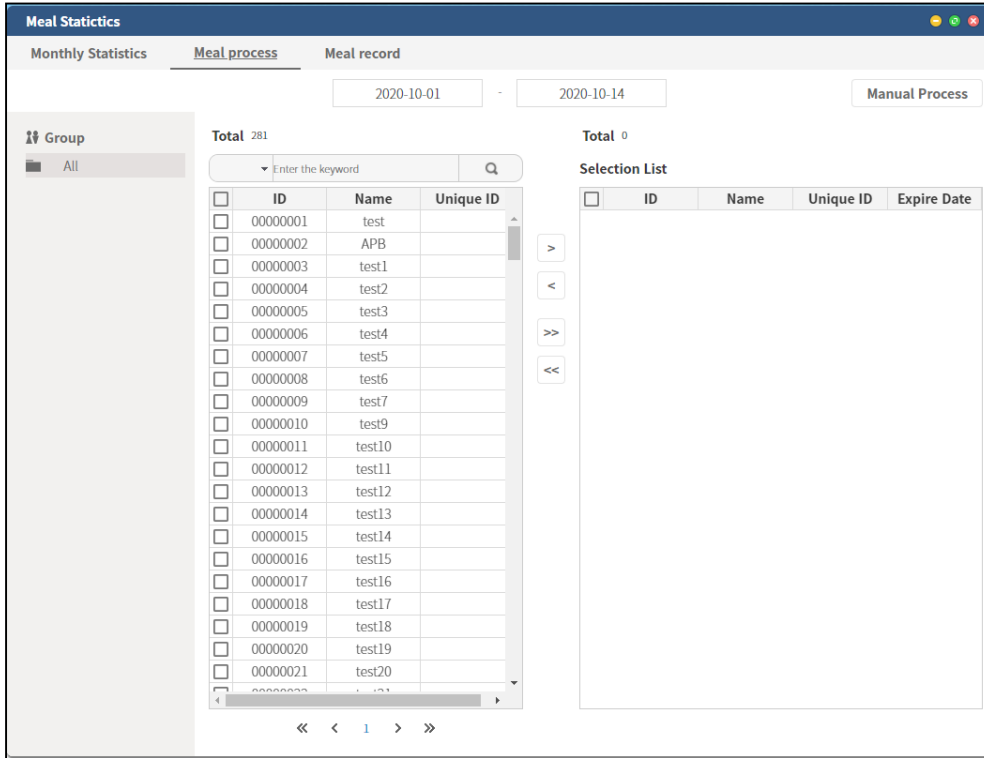 Meal Statictics
Monthly Statistics Meal process Meal record
2020-10-01 - 2020-10-14 Manual Process
Group
All
Total 281
Enter the keyword
ID Name Unique ID
00000001 test
00000002 APB
00000003 test1
00000004 test2
00000005 test3
00000006 test4
00000007 test5
00000008 test6
00000009 test7
00000010 test9
00000011 test10
00000012 test11
00000013 test12
00000014 test13
00000015 test14
00000016 test15
00000017 test16
00000018 test17
00000019 test18
00000020 test19
00000021 test20
« < 1 > »
>
<
>>
<<
Total 0
Selection List
ID Name Unique ID Expire Date